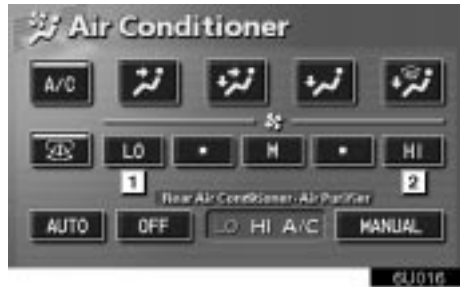 Air Conditioner
A/C
LO • M • HI
1 2
Rear Air Conditioner·Air Purifier
AUTO OFF LO HI A/C MANUAL
6U016